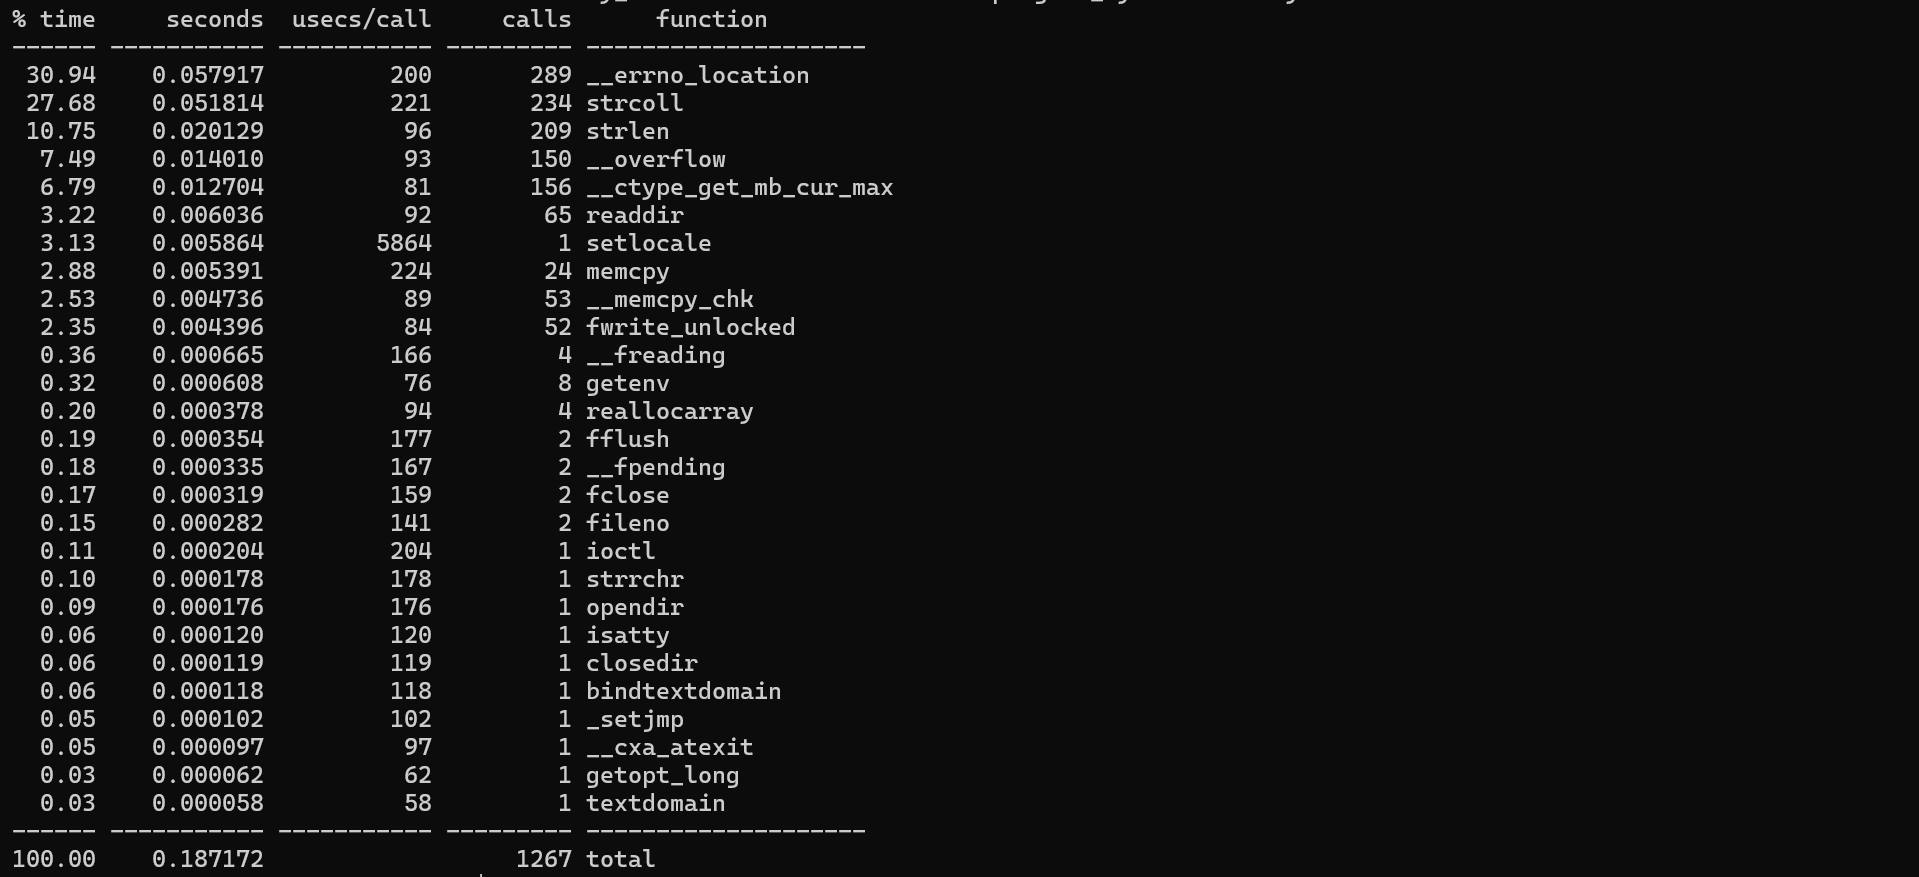 % time     seconds  usecs/call     calls      function
------ ----------- ----------- --------- --------------------
 30.94    0.057917         200       289 __errno_location
 27.68    0.051814         221       234 strcoll
 10.75    0.020129          96       209 strlen
  7.49    0.014010          93       150 __overflow
  6.79    0.012704          81       156 __ctype_get_mb_cur_max
  3.22    0.006036          92        65 readdir
  3.13    0.005864        5864         1 setlocale
  2.88    0.005391         224        24 memcpy
  2.53    0.004736          89        53 __memcpy_chk
  2.35    0.004396          84        52 fwrite_unlocked
  0.36    0.000665         166         4 __freading
  0.32    0.000608          76         8 getenv
  0.20    0.000378          94         4 reallocarray
  0.19    0.000354         177         2 fflush
  0.18    0.000335         167         2 __fpending
  0.17    0.000319         159         2 fclose
  0.15    0.000282         141         2 fileno
  0.11    0.000204         204         1 ioctl
  0.10    0.000178         178         1 strrchr
  0.09    0.000176         176         1 opendir
  0.06    0.000120         120         1 isatty
  0.06    0.000119         119         1 closedir
  0.06    0.000118         118         1 bindtextdomain
  0.05    0.000102         102         1 _setjmp
  0.05    0.000097          97         1 __cxa_atexit
  0.03    0.000062          62         1 getopt_long
  0.03    0.000058          58         1 textdomain
------ ----------- ----------- --------- --------------------
100.00    0.187172                  1267 total